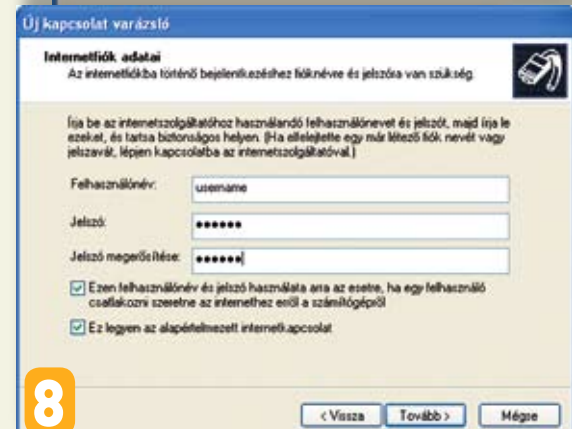 Új kapcsolat varázsló
Internetfiók adatai
Az internetfiókba történő bejelentkezéshez fióknévre és jelszóra van szükség.
Írja be az internetszolgáltatóhoz használandó felhasználónevet és jelszót, majd írja le
ezeket, és tartsa biztonságos helyen. (Ha elfelejtette egy már létező fiók nevét vagy
jelszavát, lépjen kapcsolatba az internetszolgáltatóval.)
Felhasználónév: username
Jelszó: ●●●●●●
Jelszó megerősítése: ●●●●●●
Ezen felhasználónév és jelszó használata arra az esetre, ha egy felhasználó
csatlakozni szeretne az internethez erről a számítógépről
Ez legyen az alapértelmezett internetkapcsolat
8
< Vissza Tovább > Mégse